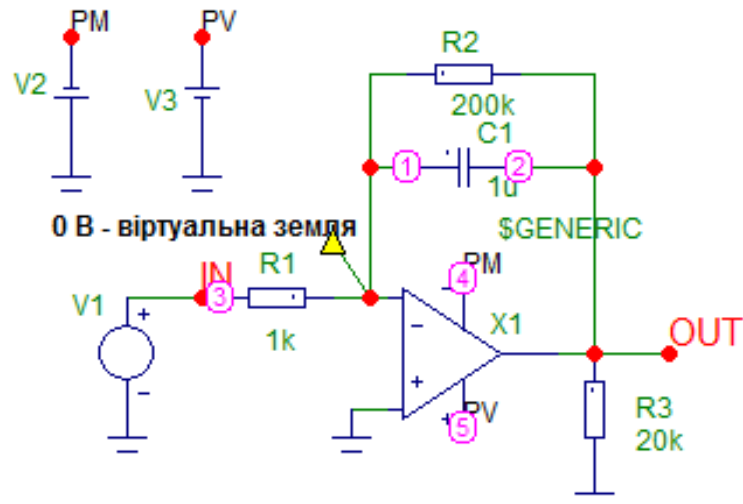 PM
PV
V2
V3
R2
200k
C1
1
2
1u
0 В - віртуальна земля
$GENERIC
IN
R1
PM
4
3
V1
1k
X1
OUT
PV
5
R3
20k